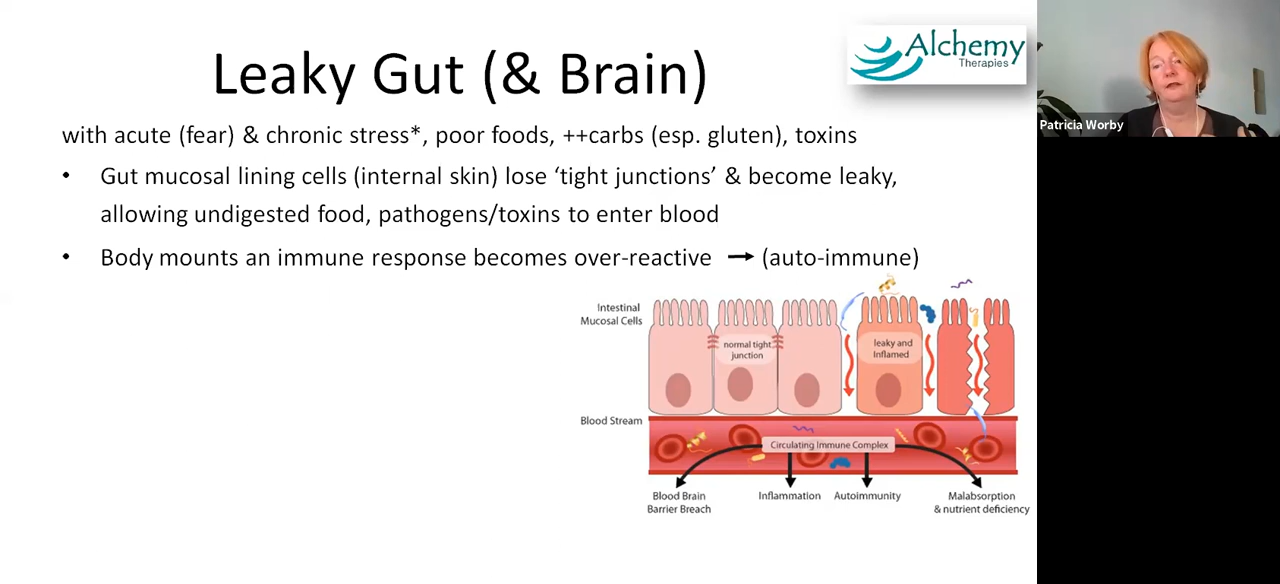 Leaky Gut (& Brain)
Alchemy
Therapies
Patricia Worby
with acute (fear) & chronic stress*, poor foods, ++carbs (esp. gluten), toxins
• Gut mucosal lining cells (internal skin) lose ‘tight junctions’ & become leaky,
allowing undigested food, pathogens/toxins to enter blood
• Body mounts an immune response becomes over-reactive → (auto-immune)
Intestinal
Mucosal Cells
normal tight
junction
leaky and
Inflamed
Blood Stream
Circulating Immune Complex
Blood Brain
Barrier Breach
Inflammation
Autoimmunity
Malabsorption
& nutrient deficiency